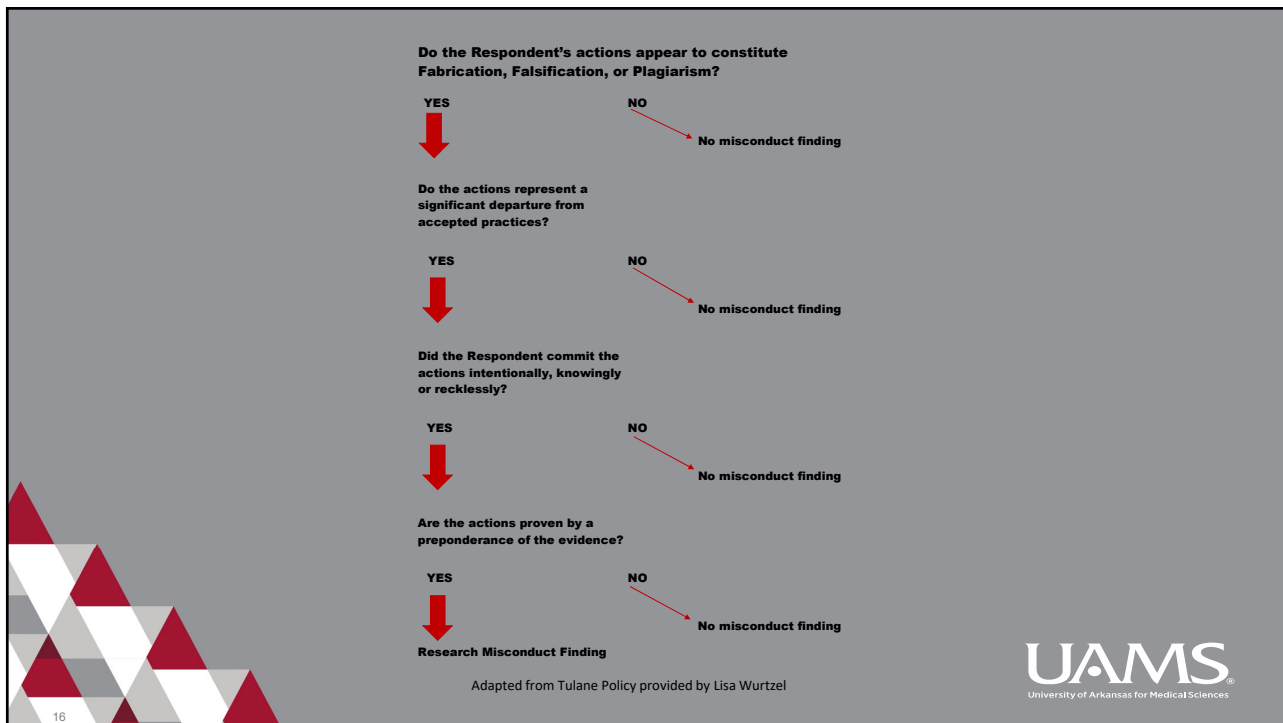 Do the Respondent's actions appear to constitute
Fabrication, Falsification, or Plagiarism?
YES
NO
No misconduct finding
Do the actions represent a
significant departure from
accepted practices?
YES
NO
No misconduct finding
Did the Respondent commit the
actions intentionally, knowingly
or recklessly?
YES
NO
No misconduct finding
Are the actions proven by a
preponderance of the evidence?
YES
NO
No misconduct finding
Research Misconduct Finding
Adapted from Tulane Policy provided by Lisa Wurtzel
UAMS®
University of Arkansas for Medical Sciences
16